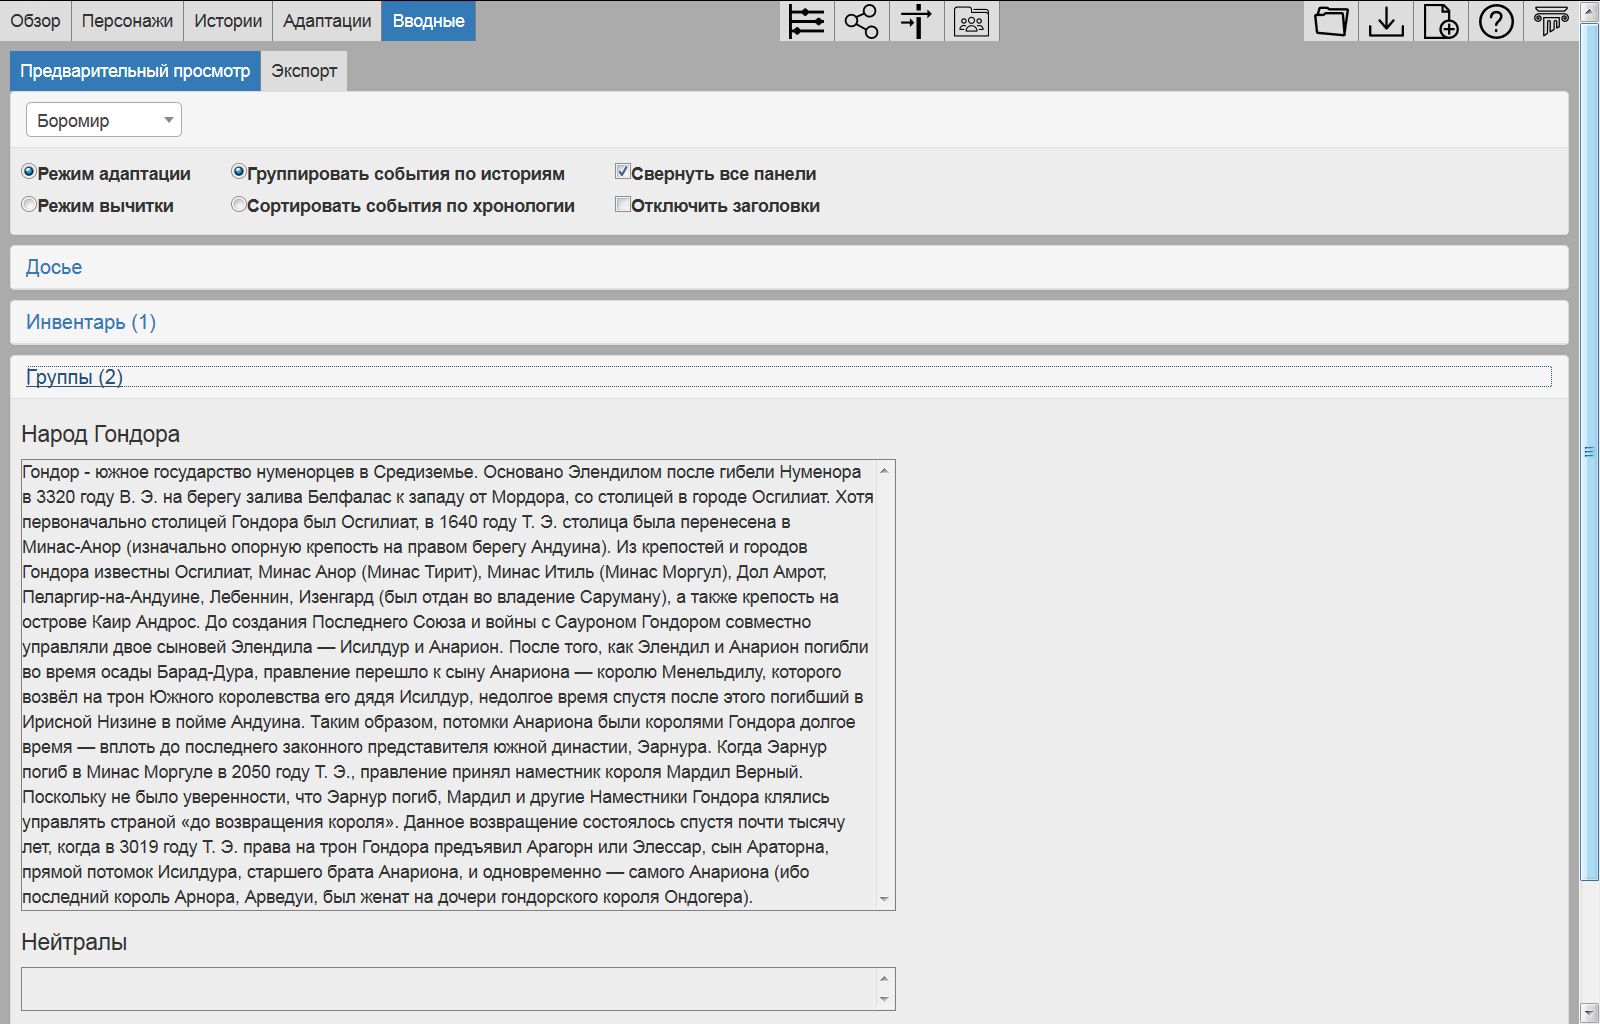 Обзор Персонажи Истории Адаптации Вводные
Предварительный просмотр Экспорт
Боромир
Режим адаптации Группировать события по историям Свернуть все панели
Режим вычитки Сортировать события по хронологии Отключить заголовки
Досье
Инвентарь (1)
Группы (2)
Народ Гондора
Гондор - южное государство нуменорцев в Средиземье. Основано Элендилом после гибели Нуменора
в 3320 году В. Э. на берегу залива Белфалас к западу от Мордора, со столицей в городе Осгилиат. Хотя
первоначально столицей Гондора был Осгилиат, в 1640 году Т. Э. столица была перенесена в
Минас-Анор (изначально опорную крепость на правом берегу Андуина). Из крепостей и городов
Гондора известны Осгилиат, Минас Анор (Минас Тирит), Минас Итиль (Минас Моргул), Дол Амрот,
Пеларгир-на-Андуине, Лебеннин, Изенгард (был отдан во владение Саруману), а также крепость на
острове Каир Андрос. До создания Последнего Союза и войны с Сауроном Гондором совместно
управляли двое сыновей Элендила — Исилдур и Анарион. После того, как Элендил и Анарион погибли
во время осады Барад-Дура, правление перешло к сыну Анариона — королю Менельдилу, которого
возвёл на трон Южного королевства его дядя Исилдур, недолгое время спустя после этого погибший в
Ирисной Низине в пойме Андуина. Таким образом, потомки Анариона были королями Гондора долгое
время — вплоть до последнего законного представителя южной династии, Эарнура. Когда Эарнур
погиб в Минас Моргуле в 2050 году Т. Э., правление принял наместник короля Мардил Верный.
Поскольку не было уверенности, что Эарнур погиб, Мардил и другие Наместники Гондора клялись
управлять страной «до возвращения короля». Данное возвращение состоялось спустя почти тысячу
лет, когда в 3019 году Т. Э. права на трон Гондора предъявил Арагорн или Элессар, сын Араторна,
прямой потомок Исилдура, старшего брата Анариона, и одновременно — самого Анариона (ибо
последний король Арнора, Арведуи, был женат на дочери гондорского короля Ондогера).
Нейтралы